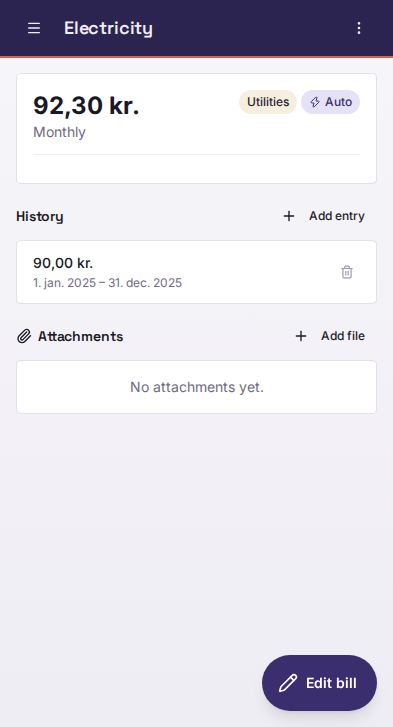 Electricity
92,30 kr.
Utilities
Auto
Monthly
History
Add entry
90,00 kr.
1. jan. 2025 – 31. dec. 2025
Attachments
Add file
No attachments yet.
Edit bill